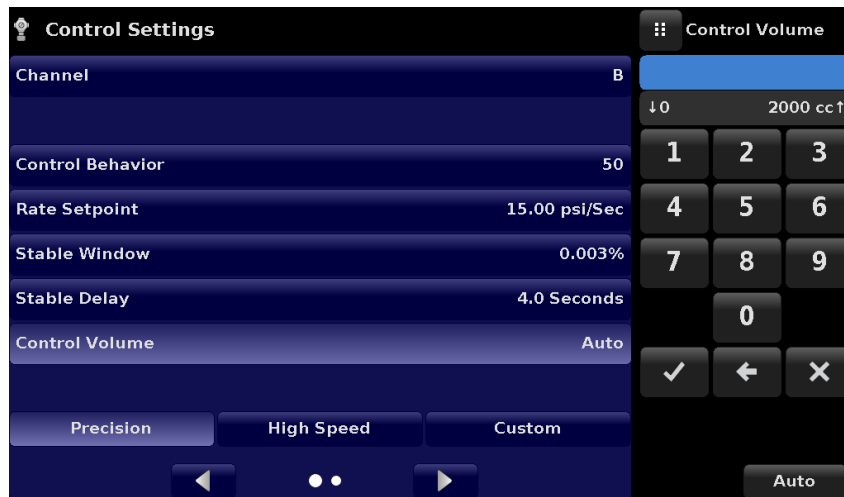 Control Settings
Channel B
Control Behavior 50
Rate Setpoint 15.00 psi/Sec
Stable Window 0.003%
Stable Delay 4.0 Seconds
Control Volume Auto
Precision High Speed Custom
Control Volume
↓0 2000 cc↑
1 2 3
4 5 6
7 8 9
0
Auto